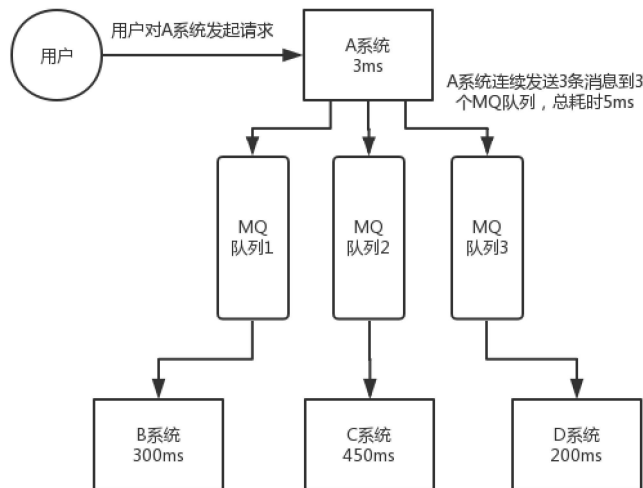 用户对A系统发起请求
用户
A系统
3ms
A系统连续发送3条消息到3
个MQ队列，总耗时5ms
MQ
队列1
MQ
队列2
MQ
队列3
B系统
300ms
C系统
450ms
D系统
200ms